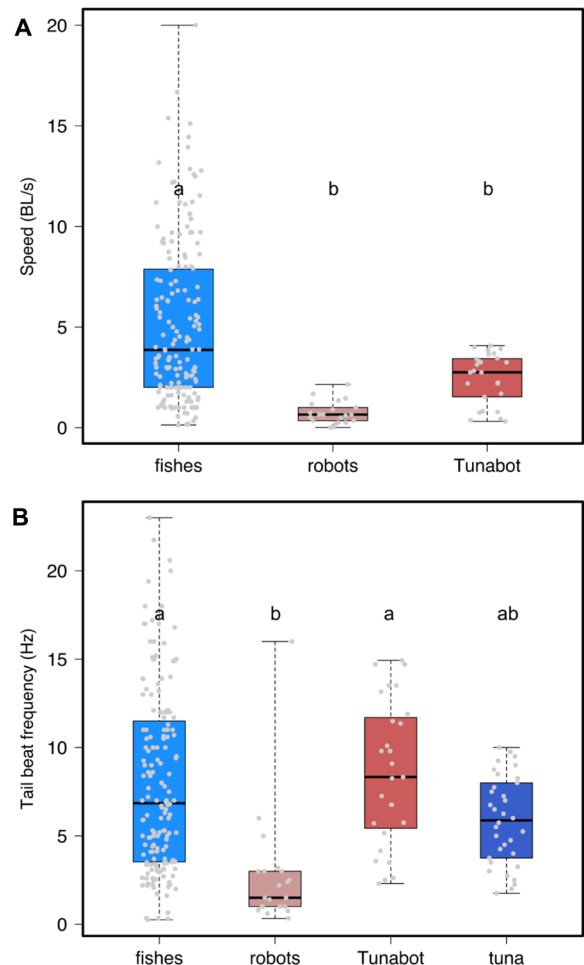 A
Speed (BL/s)
20
15
10
5
0
a
b
b
fishes
robots
Tunabot
B
Tail beat frequency (Hz)
20
15
10
5
0
a
b
a
ab
fishes
robots
Tunabot
tuna